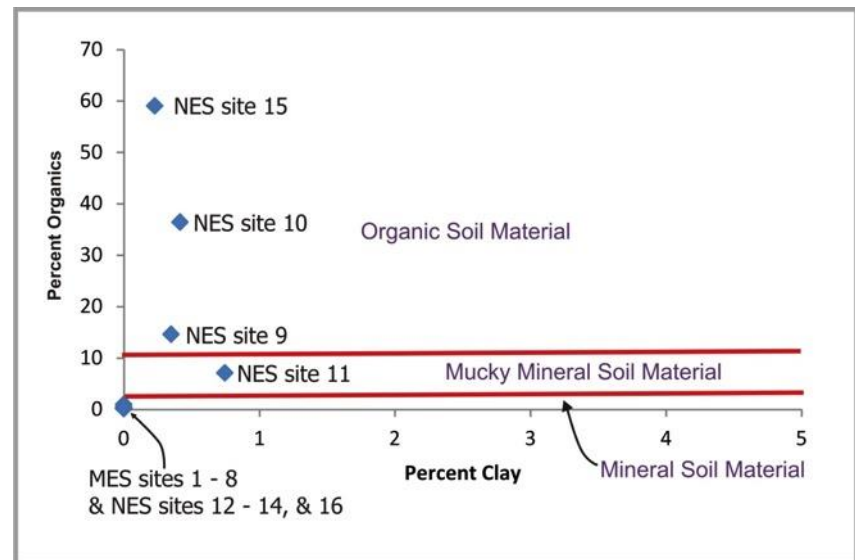 70
60
50
40
30
20
10
0
Percent Organics
NES site 15
NES site 10
Organic Soil Material
NES site 9
NES site 11
Mucky Mineral Soil Material
0
1
2
3
4
5
Percent Clay
Mineral Soil Material
MES sites 1 - 8
& NES sites 12 - 14, & 16